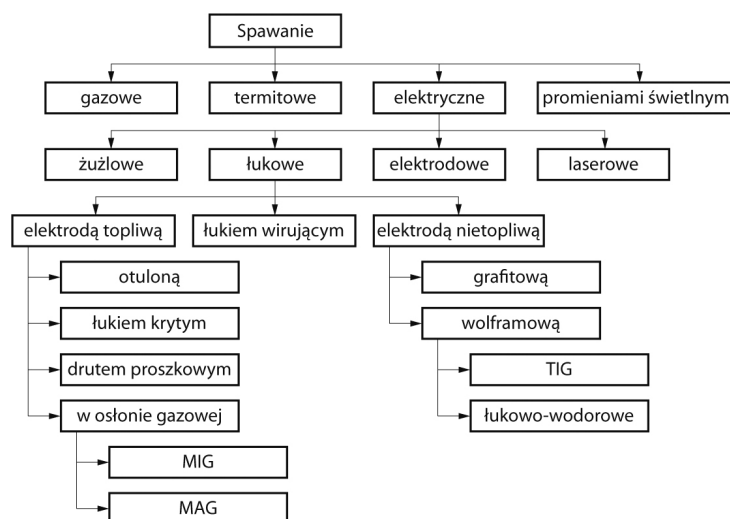 Spawanie
gazowe
termitowe
elektryczne
promieniami świetlnym
żużlowe
łukowe
elektrodowe
laserowe
elektrodą topliwą
łukiem wirującym
elektrodą nietopliwą
otuloną
grafitową
łukiem krytym
wolframową
drutem proszkowym
TIG
w osłonie gazowej
łukowo-wodorowe
MIG
MAG